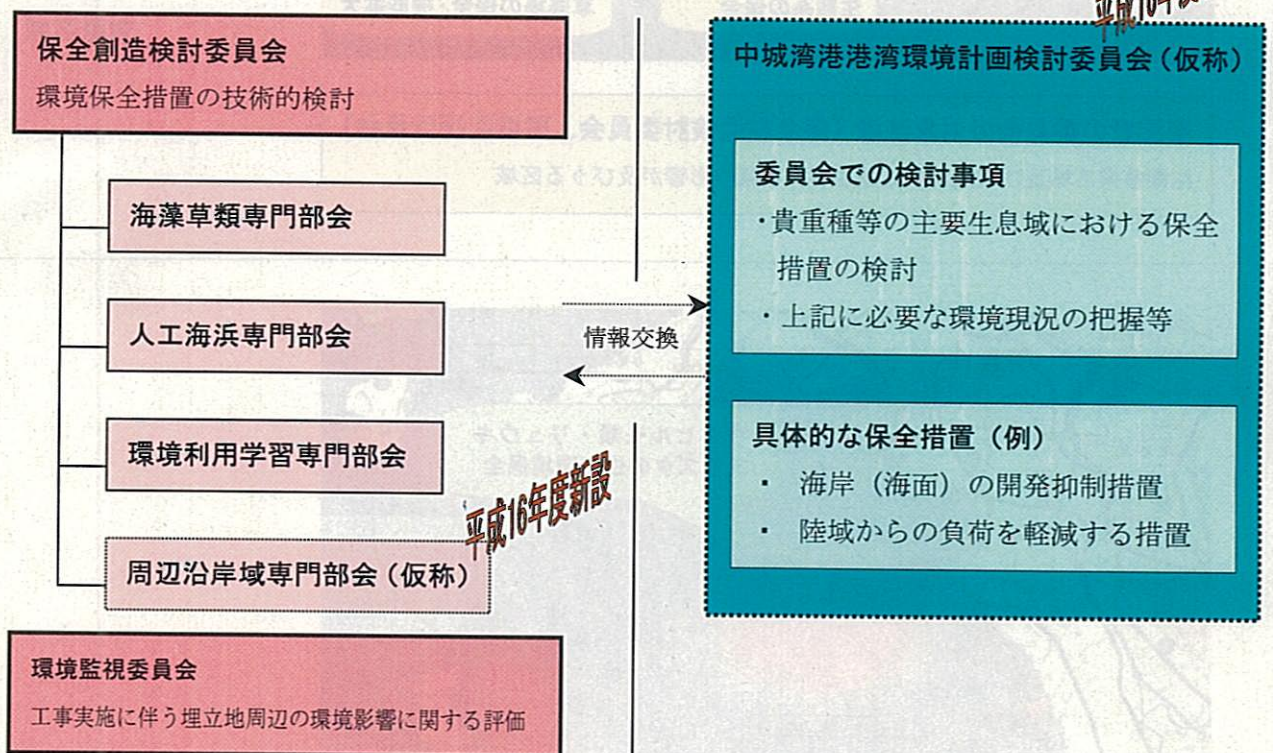 保全創造検討委員会
環境保全措置の技術的検討
海藻草類専門部会
人工海浜専門部会
環境利用学習専門部会
平成16年度新設
周辺沿岸域専門部会(仮称)
環境監視委員会
工事実施に伴う埋立地周辺の環境影響に関する評価
情報交換
平成16年度
中城湾港港湾環境計画検討委員会(仮称)
委員会での検討事項
・貴重種等の主要生息域における保全
措置の検討
・上記に必要な環境現況の把握等
具体的な保全措置(例)
・ 海岸(海面)の開発抑制措置
・ 陸域からの負荷を軽減する措置